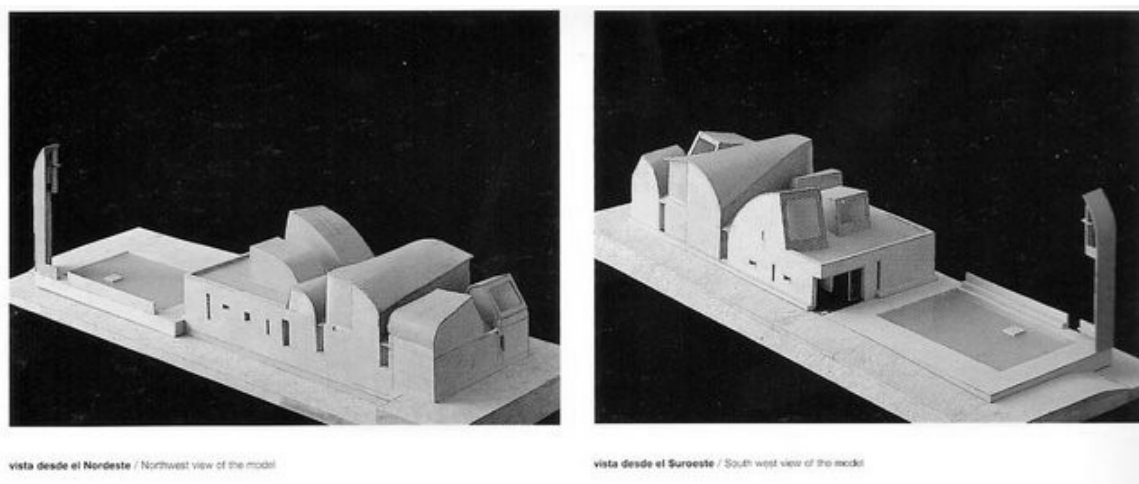 vista desde el Nordeste / Northwest view of the model
vista desde el Suroeste / South west view of the model